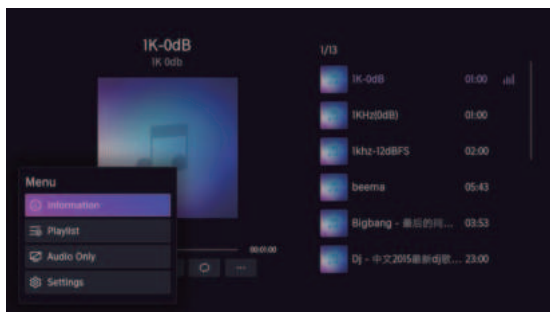 1K-0dB
1K 0db
Menu
Information
Playlist
Audio Only
Settings
00:01:00
1/13
1K-0dB 01:00
1KHz(0dB) 01:00
1khz-12dBFS 02:00
beema 05:43
Bigbang - 最后的问... 03:53
Dj - 中文2015最新dj歌... 23:00